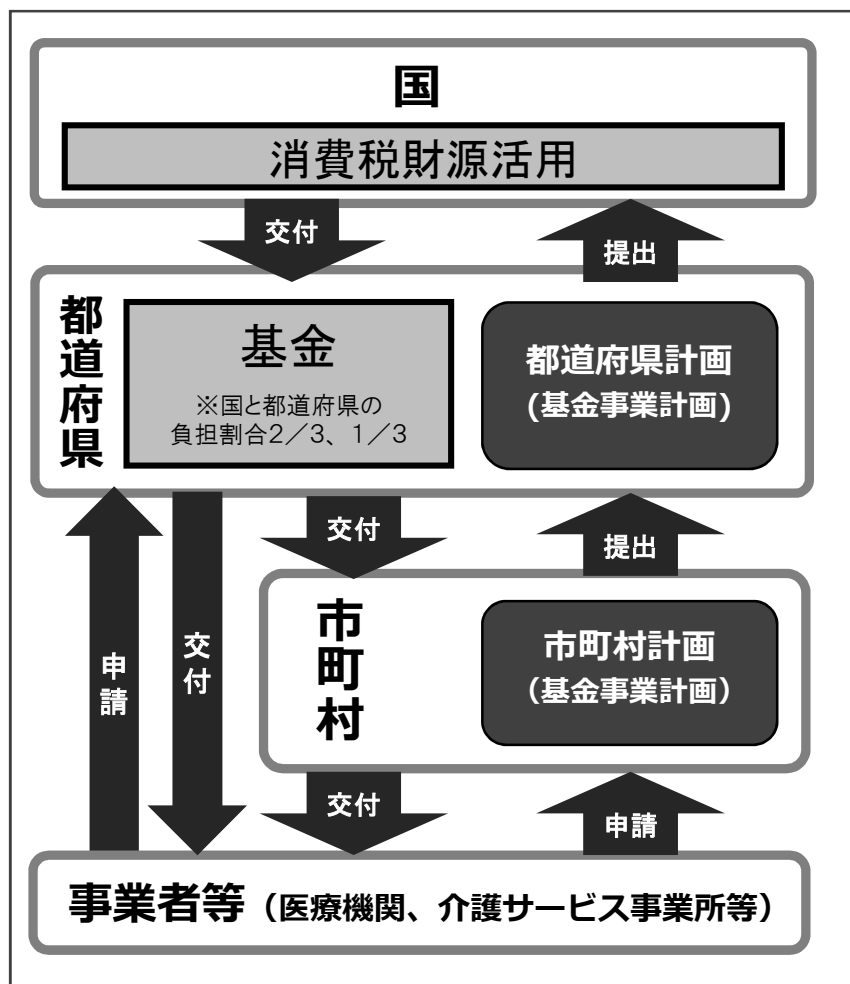 国
消費税財源活用
交付
提出
都道府県
基金
※国と都道府県の
負担割合2／3、1／3
都道府県計画
(基金事業計画)
交付
提出
申請
交付
市町村
市町村計画
（基金事業計画）
交付
申請
事業者等（医療機関、介護サービス事業所等）